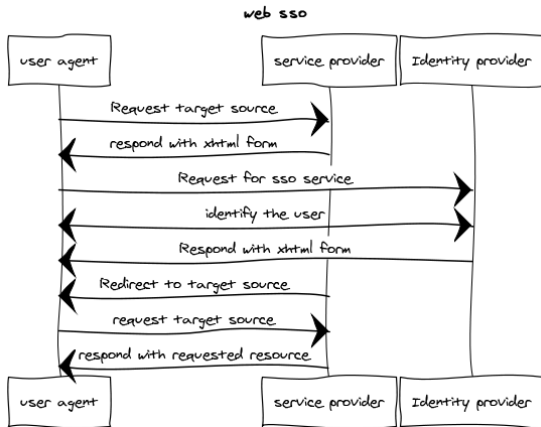 web sso
user agent
service provider
Identity provider
Request target source
respond with xhtml form
Request for sso service
identify the user
Respond with xhtml form
Redirect to target source
request target source
respond with requested resource
user agent
service provider
Identity provider